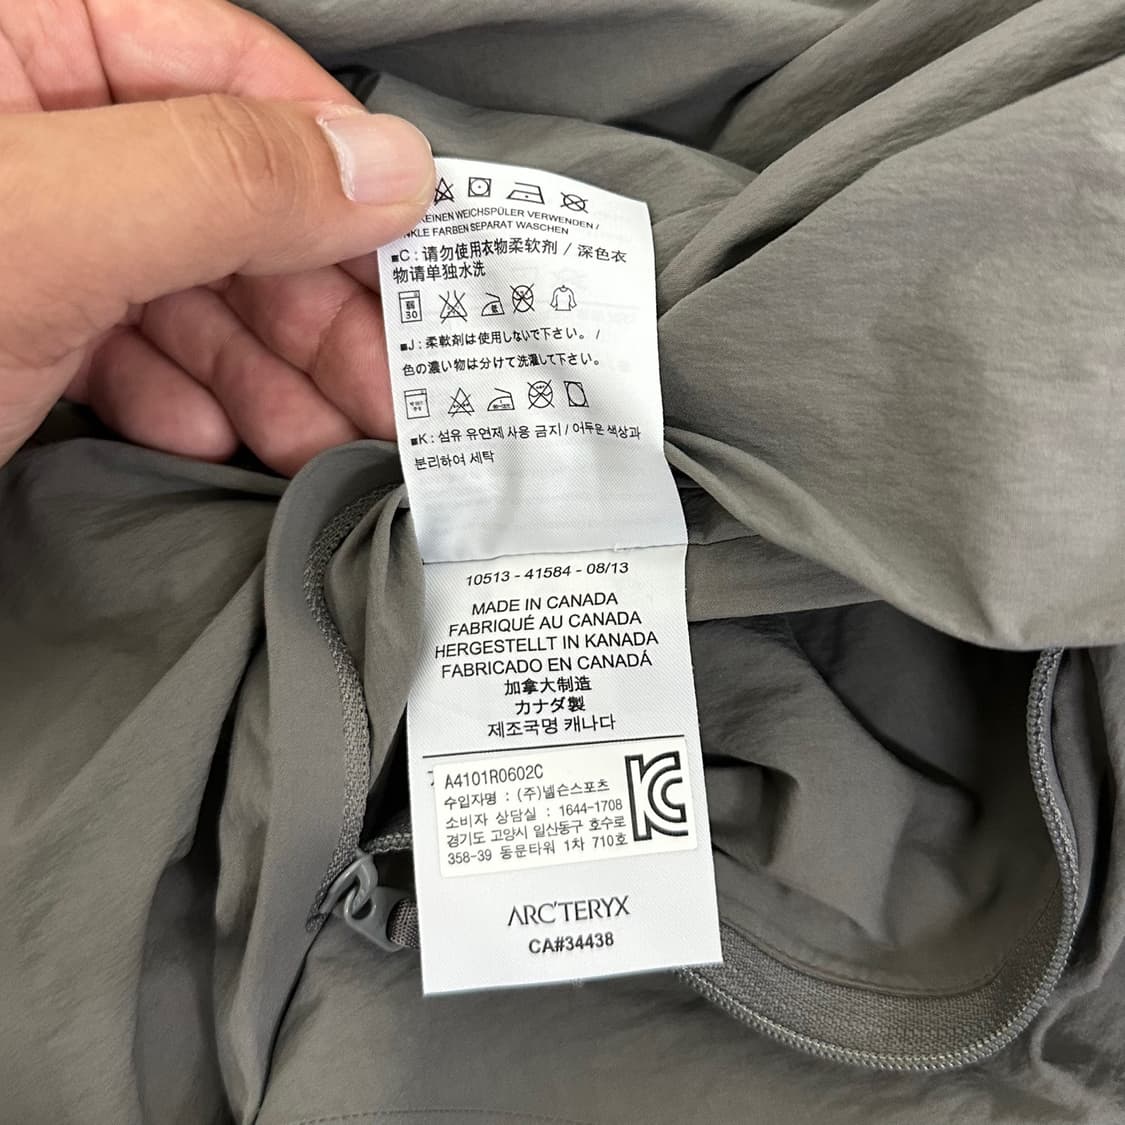 KEINEN WEICHSPÜLER VERWENDEN /
FARBEN SEPARAT WASCHEN
■C : 请勿使用衣物柔软剂 / 深色衣
物请单独水洗
弱
30
低
■J : 柔軟剤は使用しないで下さい。 /
色の濃い物は分けて洗濯して下さい。
■K : 섬유 유연제 사용 금지 / 어두운 색상과
분리하여 세탁
10513 - 41584 - 08/13
MADE IN CANADA
FABRIQUÉ AU CANADA
HERGESTELLT IN KANADA
FABRICADO EN CANADÁ
加拿大制造
カナダ製
제조국명 캐나다
A4101R0602C
수입자명 : (주)넬슨스포츠
소비자 상담실 : 1644-1708
경기도 고양시 일산동구 호수로
358-39 동문타워 1차 710호
ARC'TERYX
CA#34438